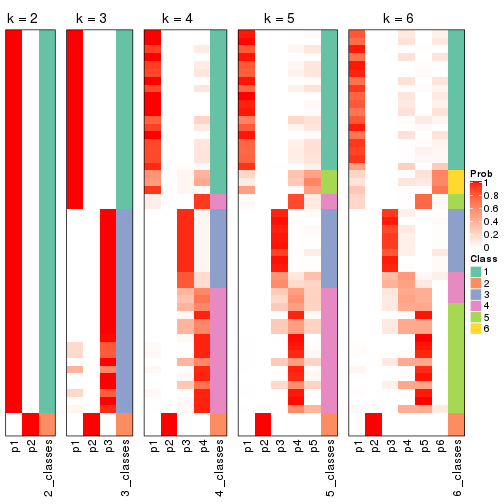 k = 2
k = 3
k = 4
k = 5
k = 6
Prob
1
0.8
0.6
0.4
0.2
0
Class
1
2
3
4
5
6
p1
p2
2_classes
p1
p2
p3
3_classes
p1
p2
p3
p4
4_classes
p1
p2
p3
p4
p5
5_classes
p1
p2
p3
p4
p5
p6
6_classes